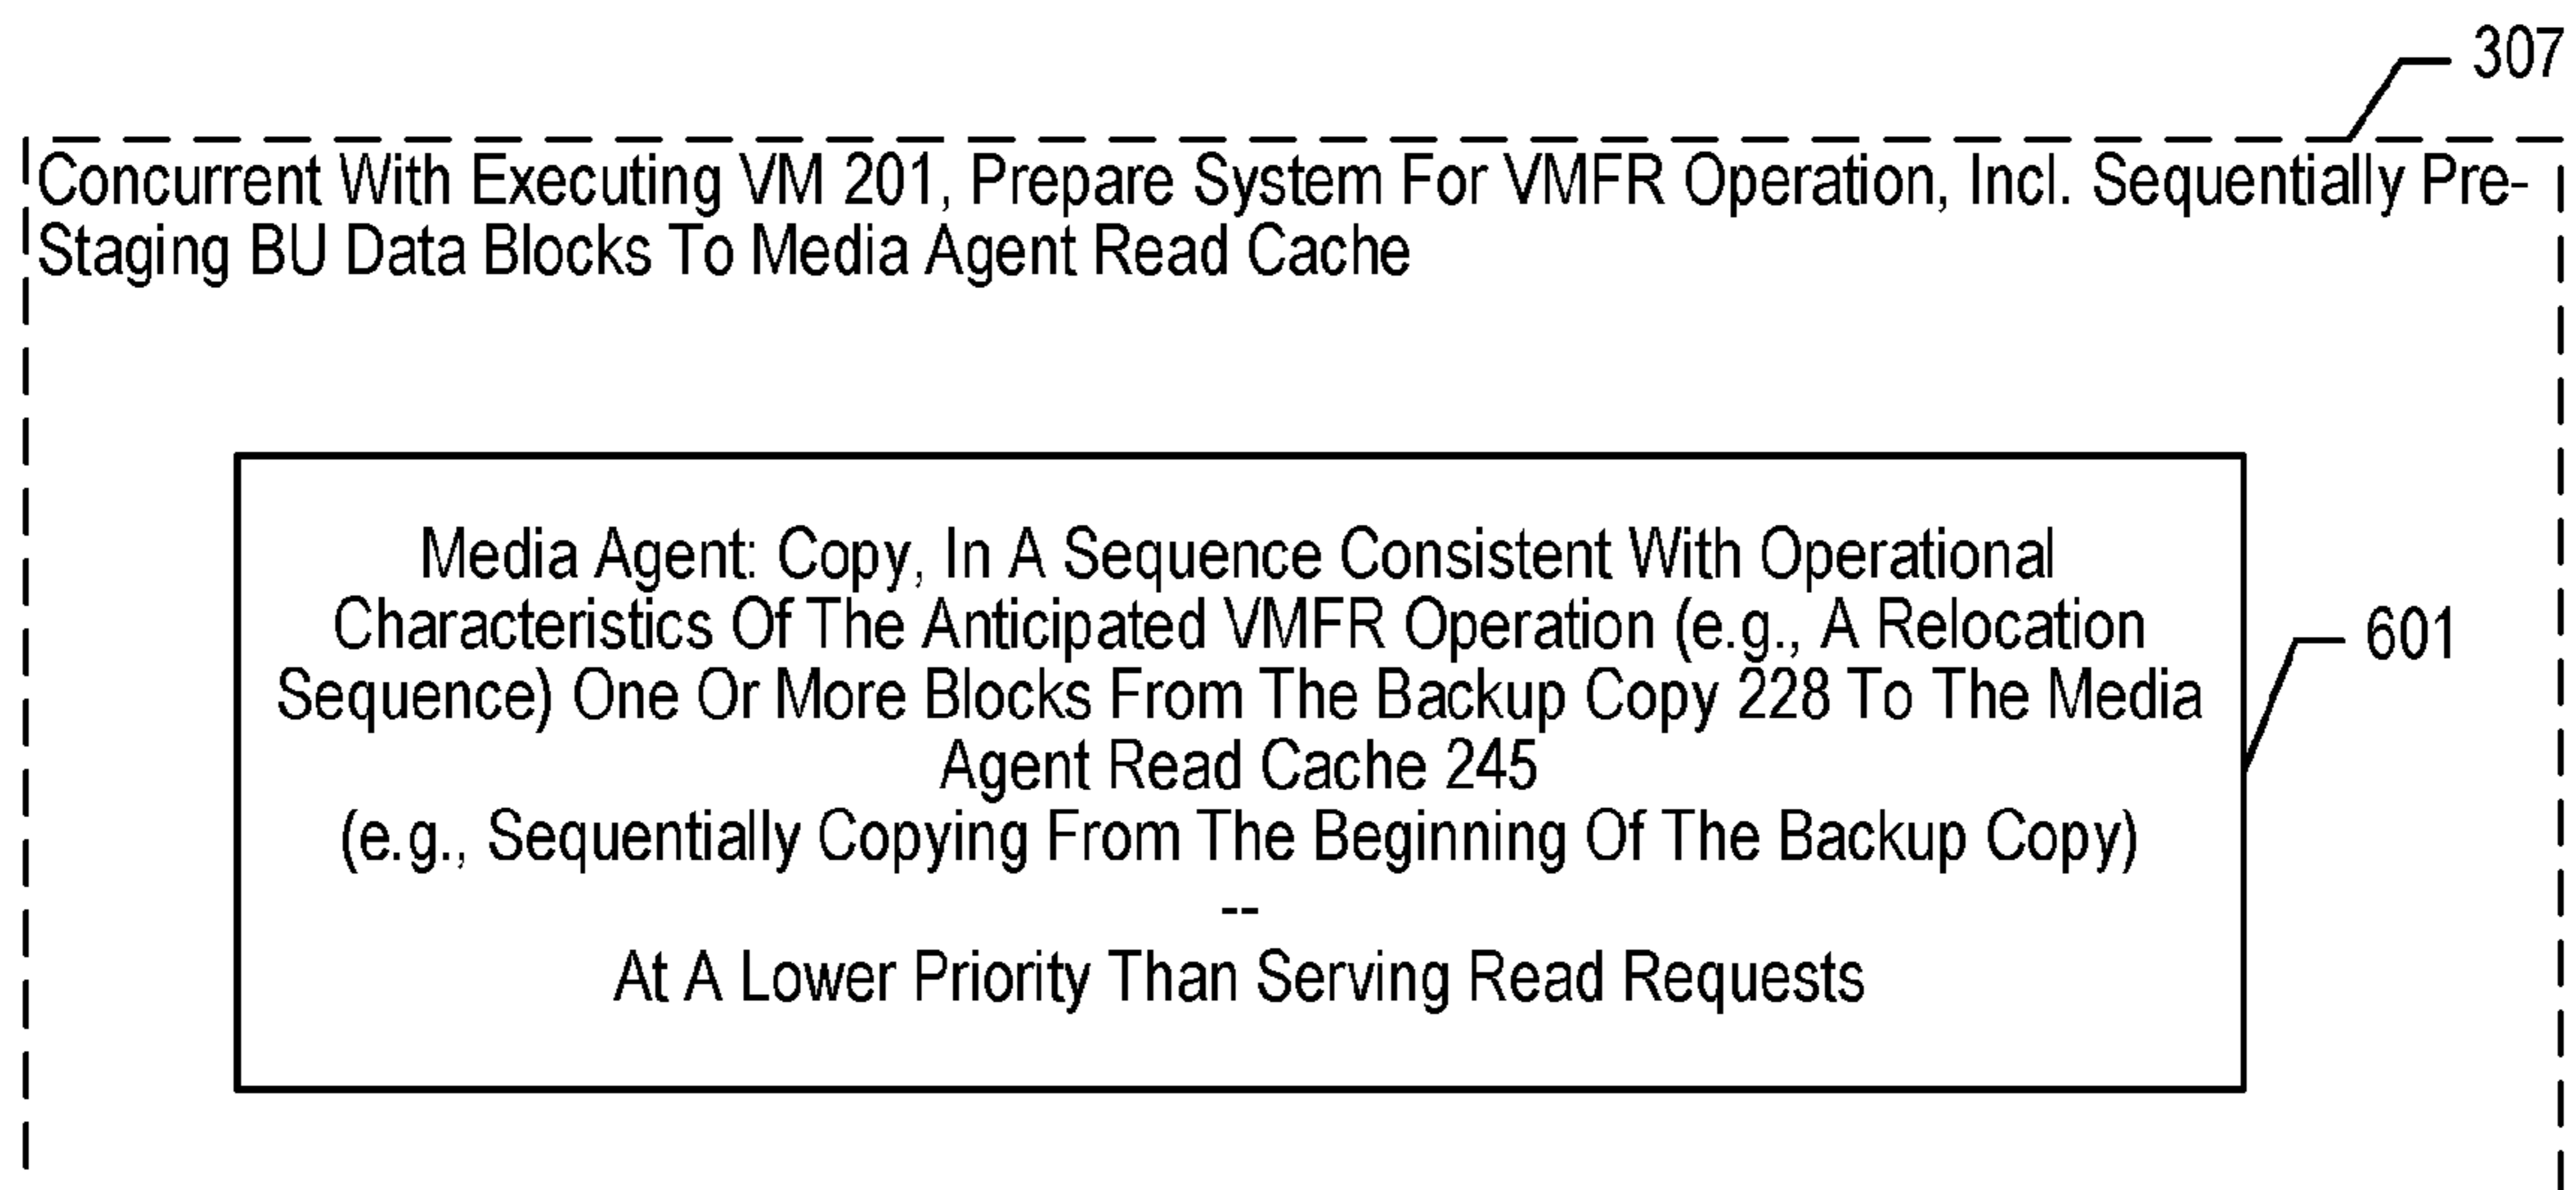 307
Concurrent With Executing VM 201, Prepare System For VMFR Operation, Incl. Sequentially Pre-
Staging BU Data Blocks To Media Agent Read Cache
Media Agent: Copy, In A Sequence Consistent With Operational
Characteristics Of The Anticipated VMFR Operation (e.g., A Relocation
601
Sequence) One Or More Blocks From The Backup Copy 228 To The Media
Agent Read Cache 245
(e.g., Sequentially Copying From The Beginning Of The Backup Copy)
--
At A Lower Priority Than Serving Read Requests